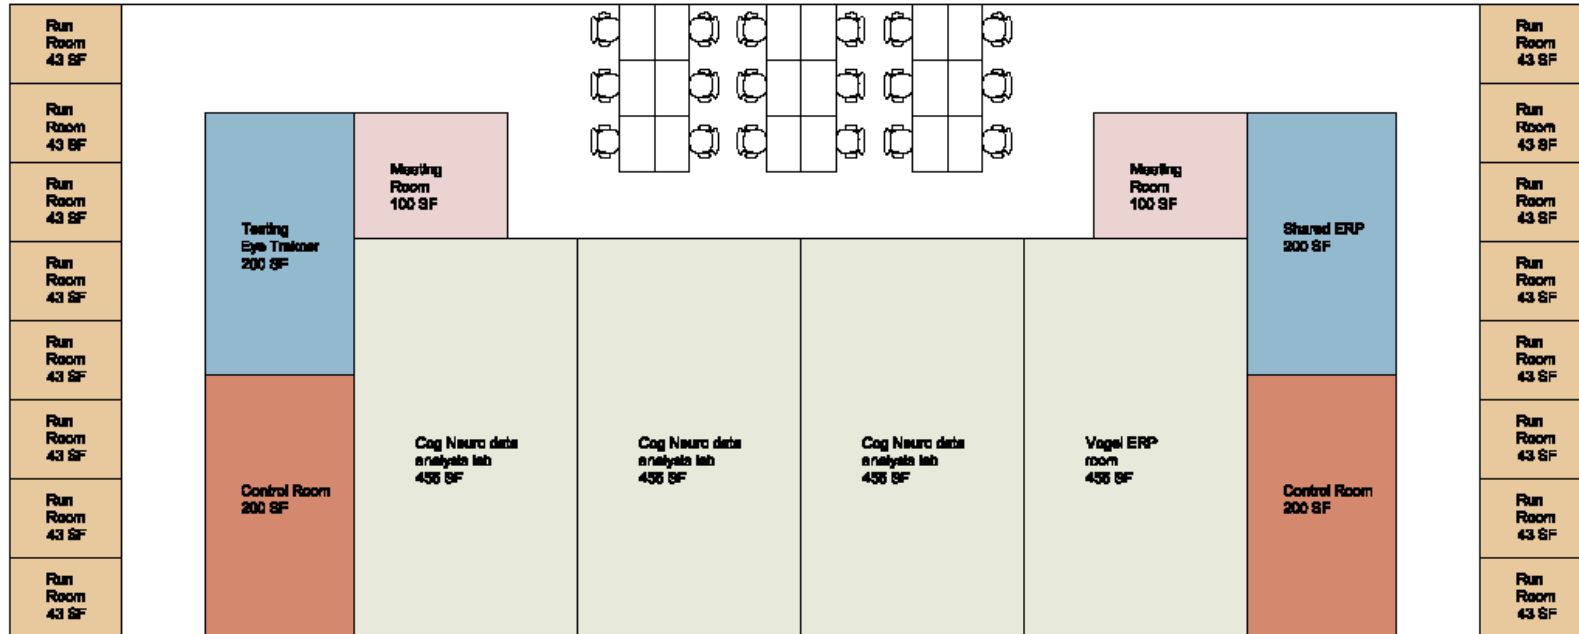 Run
Room
43 SF
Run
Room
43 SF
Run
Room
43 SF
Run
Room
43 SF
Run
Room
43 SF
Run
Room
43 SF
Run
Room
43 SF
Run
Room
43 SF
Testing
Eye
200 SF
Control Room
200 SF
Meeting
Room
100 SF
Cog Neuro data
analysis lab
456 SF
Cog Neuro data
analysis lab
456 SF
Cog Neuro data
analysis lab
456 SF
Vogel ERP
room
456 SF
Meeting
Room
100 SF
Shared ERP
200 SF
Control Room
200 SF
Run
Room
43 SF
Run
Room
43 SF
Run
Room
43 SF
Run
Room
43 SF
Run
Room
43 SF
Run
Room
43 SF
Run
Room
43 SF
Run
Room
43 SF